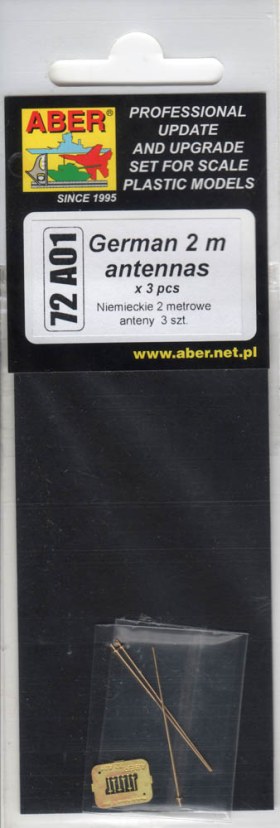 ABER®
SINCE 1995
PROFESSIONAL
UPDATE
AND UPGRADE
SET FOR SCALE
PLASTIC MODELS
72 A01
German 2 m
antennas
x 3 pcs
Niemieckie 2 metrowe
anteny 3 szt.
www.aber.net.pl